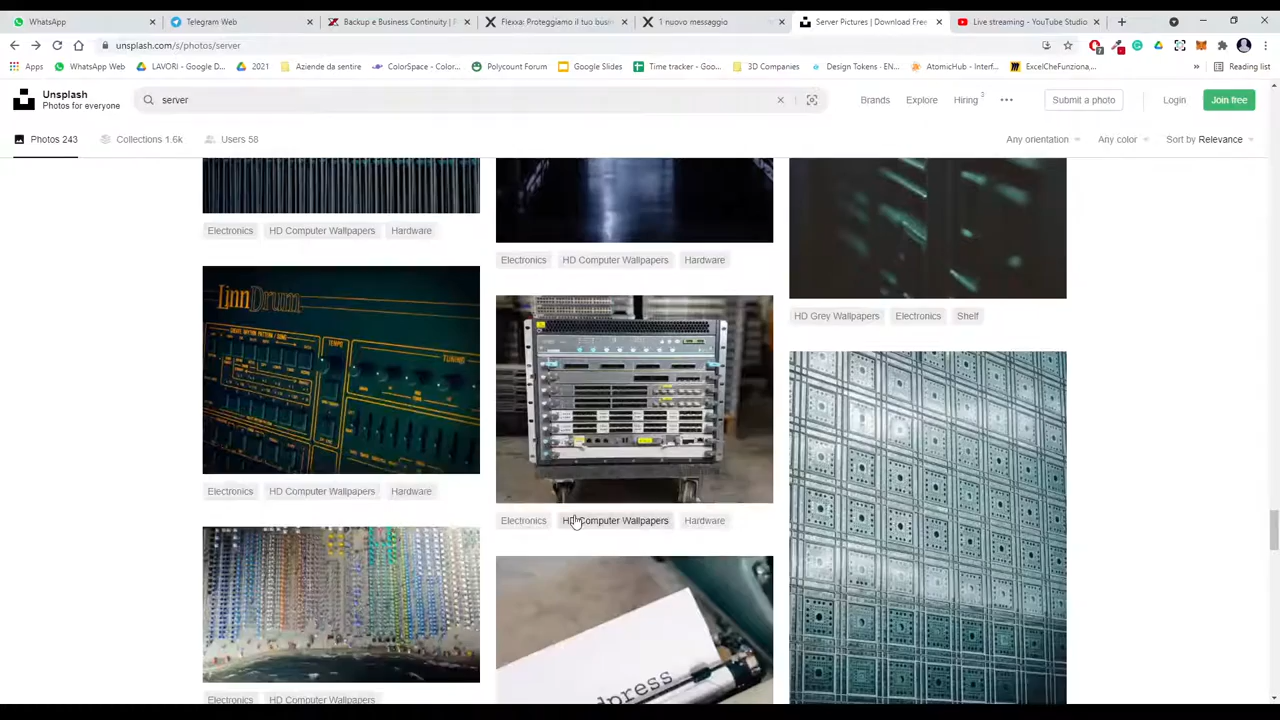 WhatsApp
Telegram Web
Backup e Business Continuity | F
Flexxa: Proteggiamo il tuo busin
1 nuovo messaggio
Server Pictures | Download Free
Live streaming - YouTube Studio
unsplash.com/s/photos/server
Apps
WhatsApp Web
LAVORI - Google D...
2021
Aziende da sentire
ColorSpace - Color...
Polycount Forum
Google Slides
Time tracker - Goo...
3D Companies
Design Tokens · EN...
AtomicHub - Interf...
ExcelCheFunziona,...
»
Reading list
Unsplash
Photos for everyone
server
Brands
Explore
Hiring 3
Submit a photo
Login
Join free
Photos 243
Collections 1.6k
Users 58
Any orientation
Any color
Sort by Relevance
Electronics
HD Computer Wallpapers
Hardware
Electronics
HD Computer Wallpapers
Hardware
HD Grey Wallpapers
Electronics
Shelf
LinnDrum
TEMPO
TUNING
Electronics
HD Computer Wallpapers
Hardware
Electronics
HD Computer Wallpapers
Hardware
dpress
Electronics
HD Computer Wallpapers